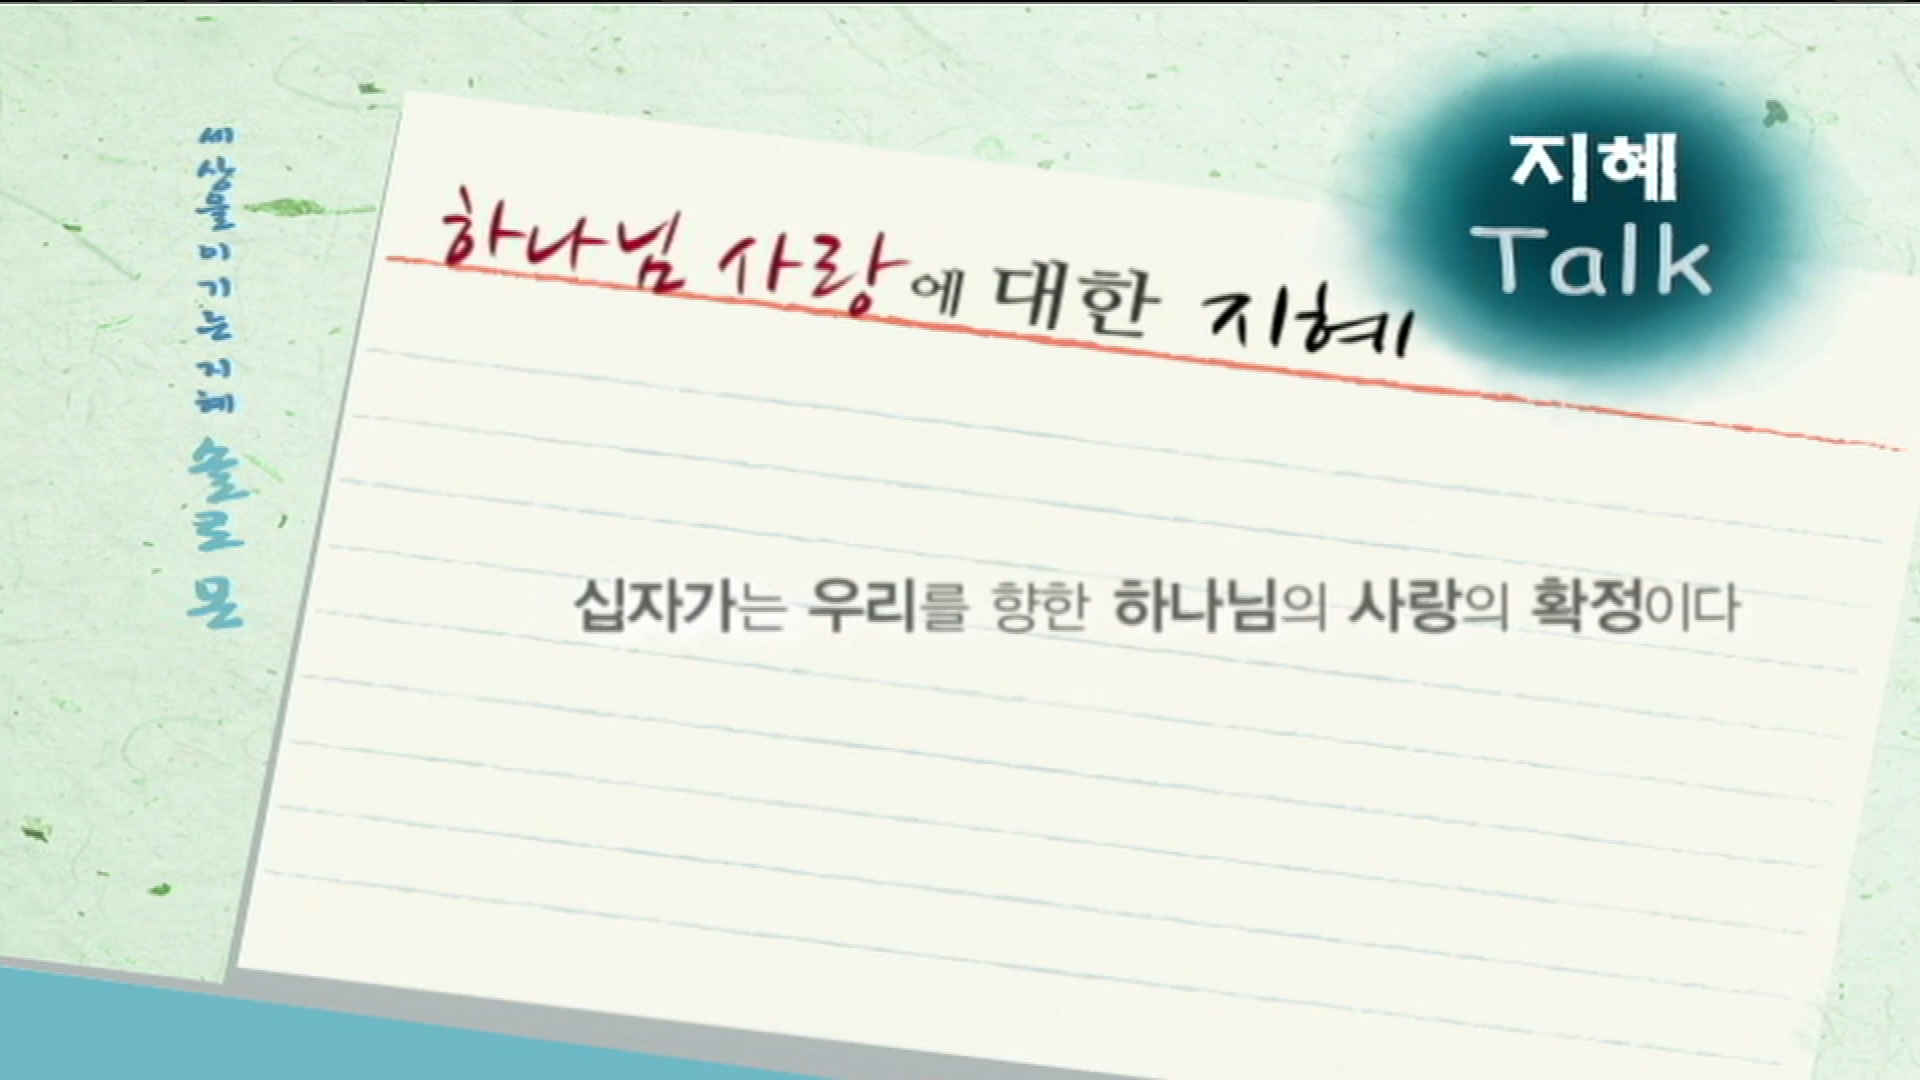 세상을 이기는 지혜 솔로몬
지혜
Talk
하나님 사랑에 대한 지혜
십자가는 우리를 향한 하나님의 사랑의 확정이다